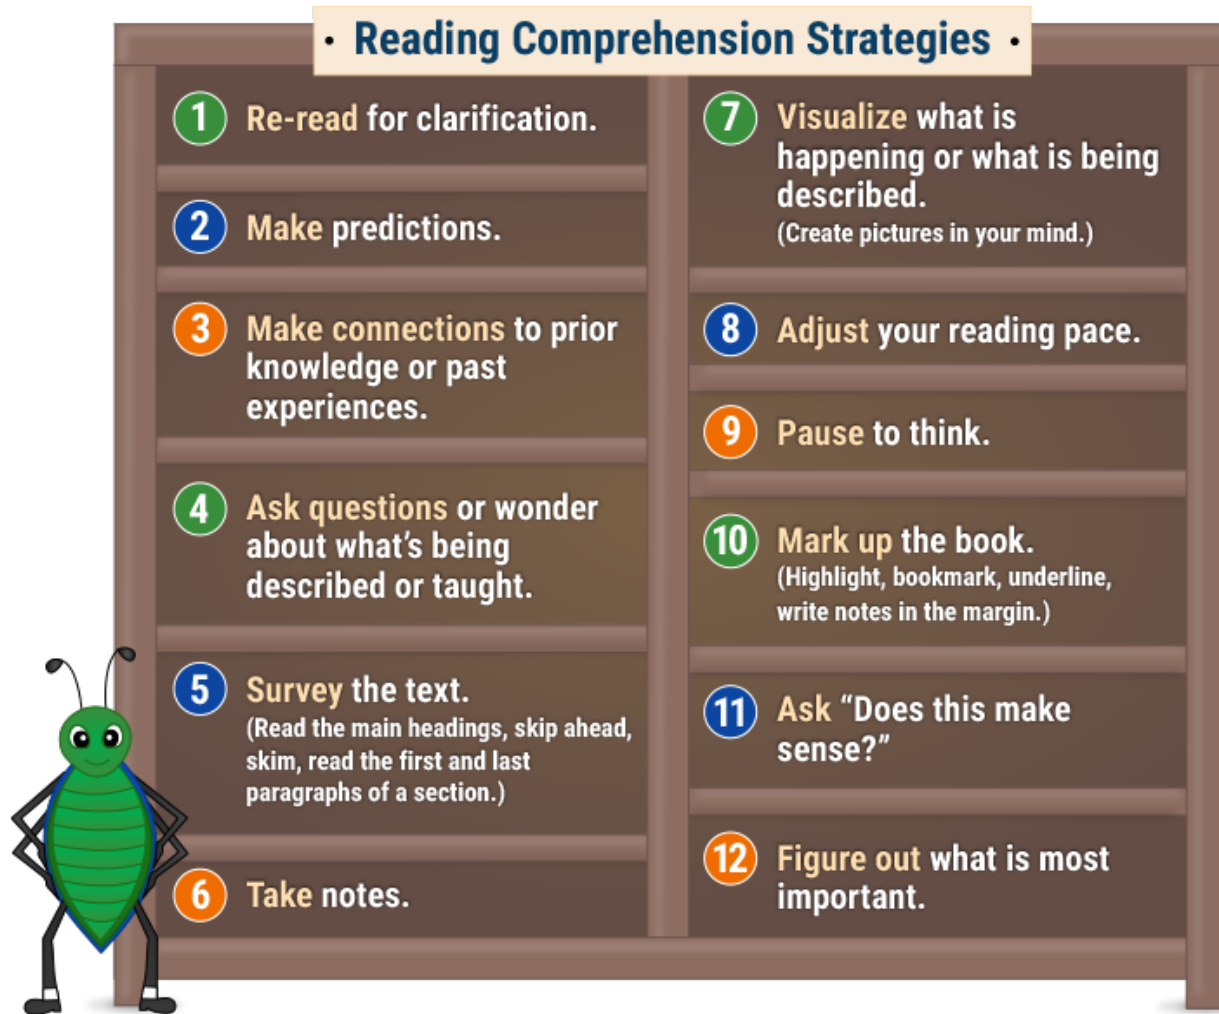 • Reading Comprehension Strategies •
1 Re-read for clarification.
2 Make predictions.
3 Make connections to prior
knowledge or past
experiences.
4 Ask questions or wonder
about what’s being
described or taught.
5 Survey the text.
(Read the main headings, skip ahead,
skim, read the first and last
paragraphs of a section.)
6 Take notes.
7 Visualize what is
happening or what is being
described.
(Create pictures in your mind.)
8 Adjust your reading pace.
9 Pause to think.
10 Mark up the book.
(Highlight, bookmark, underline,
write notes in the margin.)
11 Ask “Does this make
sense?”
12 Figure out what is most
important.